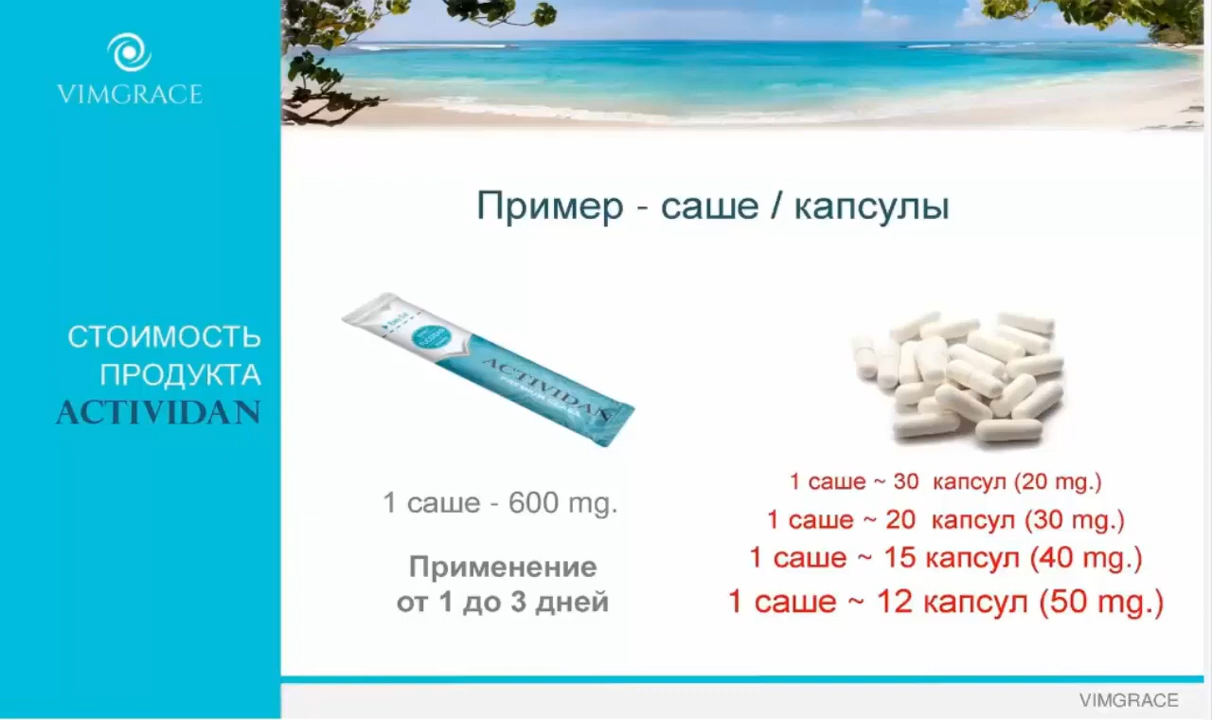 VIMGRACE
Пример - саше / капсулы
СТОИМОСТЬ
ПРОДУКТА
ACTIVIDAN
ACTIVIDAN
1 саше - 600 mg.
Применение
от 1 до 3 дней
1 саше ~ 30 капсул (20 mg.)
1 саше ~ 20 капсул (30 mg.)
1 саше ~ 15 капсул (40 mg.)
1 саше ~ 12 капсул (50 mg.)
VIMGRACE